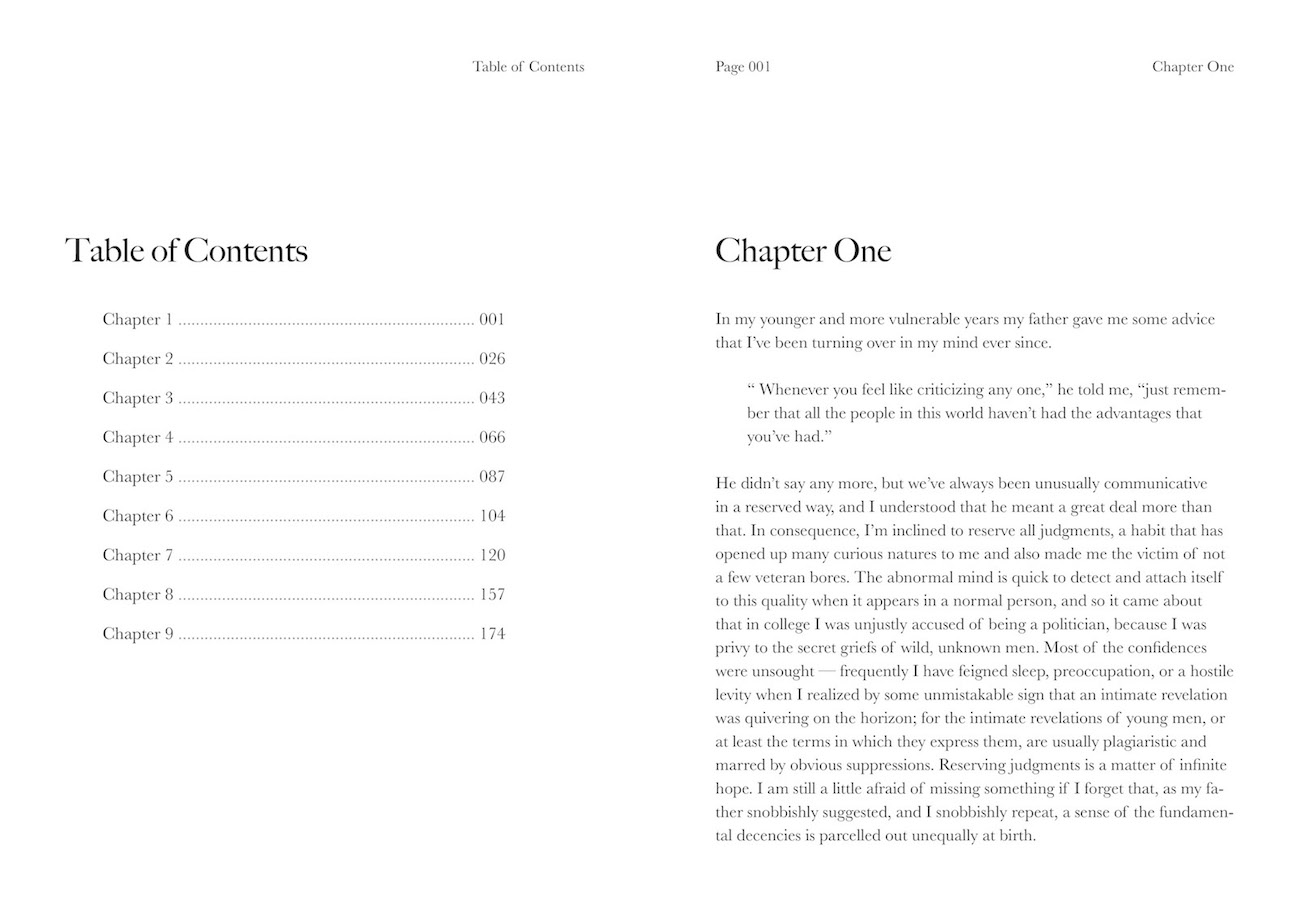 Table of Contents
Table of Contents
Chapter 1 ..................................................................... 001
Chapter 2 ..................................................................... 026
Chapter 3 ..................................................................... 043
Chapter 4 ..................................................................... 066
Chapter 5 ..................................................................... 087
Chapter 6 ..................................................................... 104
Chapter 7 ..................................................................... 120
Chapter 8 ..................................................................... 157
Chapter 9 ..................................................................... 174
Page 001
Chapter One
Chapter One
In my younger and more vulnerable years my father gave me some advice
that I’ve been turning over in my mind ever since.
“ Whenever you feel like criticizing any one,” he told me, “just remem-
ber that all the people in this world haven’t had the advantages that
you’ve had.”
He didn’t say any more, but we’ve always been unusually communicative
in a reserved way, and I understood that he meant a great deal more than
that. In consequence, I’m inclined to reserve all judgments, a habit that has
opened up many curious natures to me and also made me the victim of not
a few veteran bores. The abnormal mind is quick to detect and attach itself
to this quality when it appears in a normal person, and so it came about
that in college I was unjustly accused of being a politician, because I was
privy to the secret griefs of wild, unknown men. Most of the confidences
were unsought — frequently I have feigned sleep, preoccupation, or a hostile
levity when I realized by some unmistakable sign that an intimate revelation
was quivering on the horizon; for the intimate revelations of young men, or
at least the terms in which they express them, are usually plagiaristic and
marred by obvious suppressions. Reserving judgments is a matter of infinite
hope. I am still a little afraid of missing something if I forget that, as my fa-
ther snobbishly suggested, and I snobbishly repeat, a sense of the fundamen-
tal decencies is parcelled out unequally at birth.